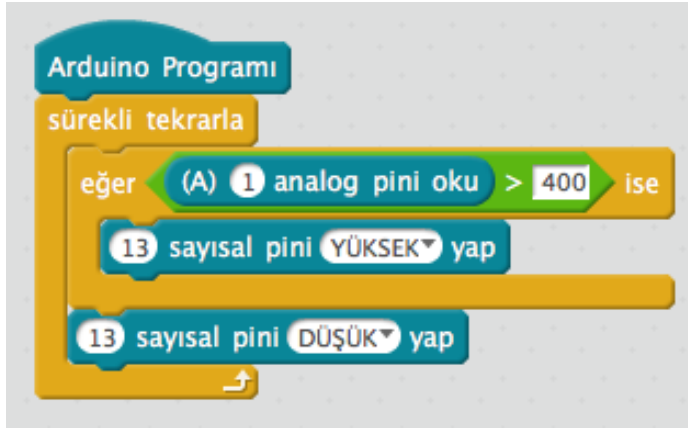 Arduino Programı
sürekli tekrarla
eğer (A) 1 analog pini oku > 400 ise
13 sayısal pini YÜKSEK yap
13 sayısal pini DÜŞÜK yap